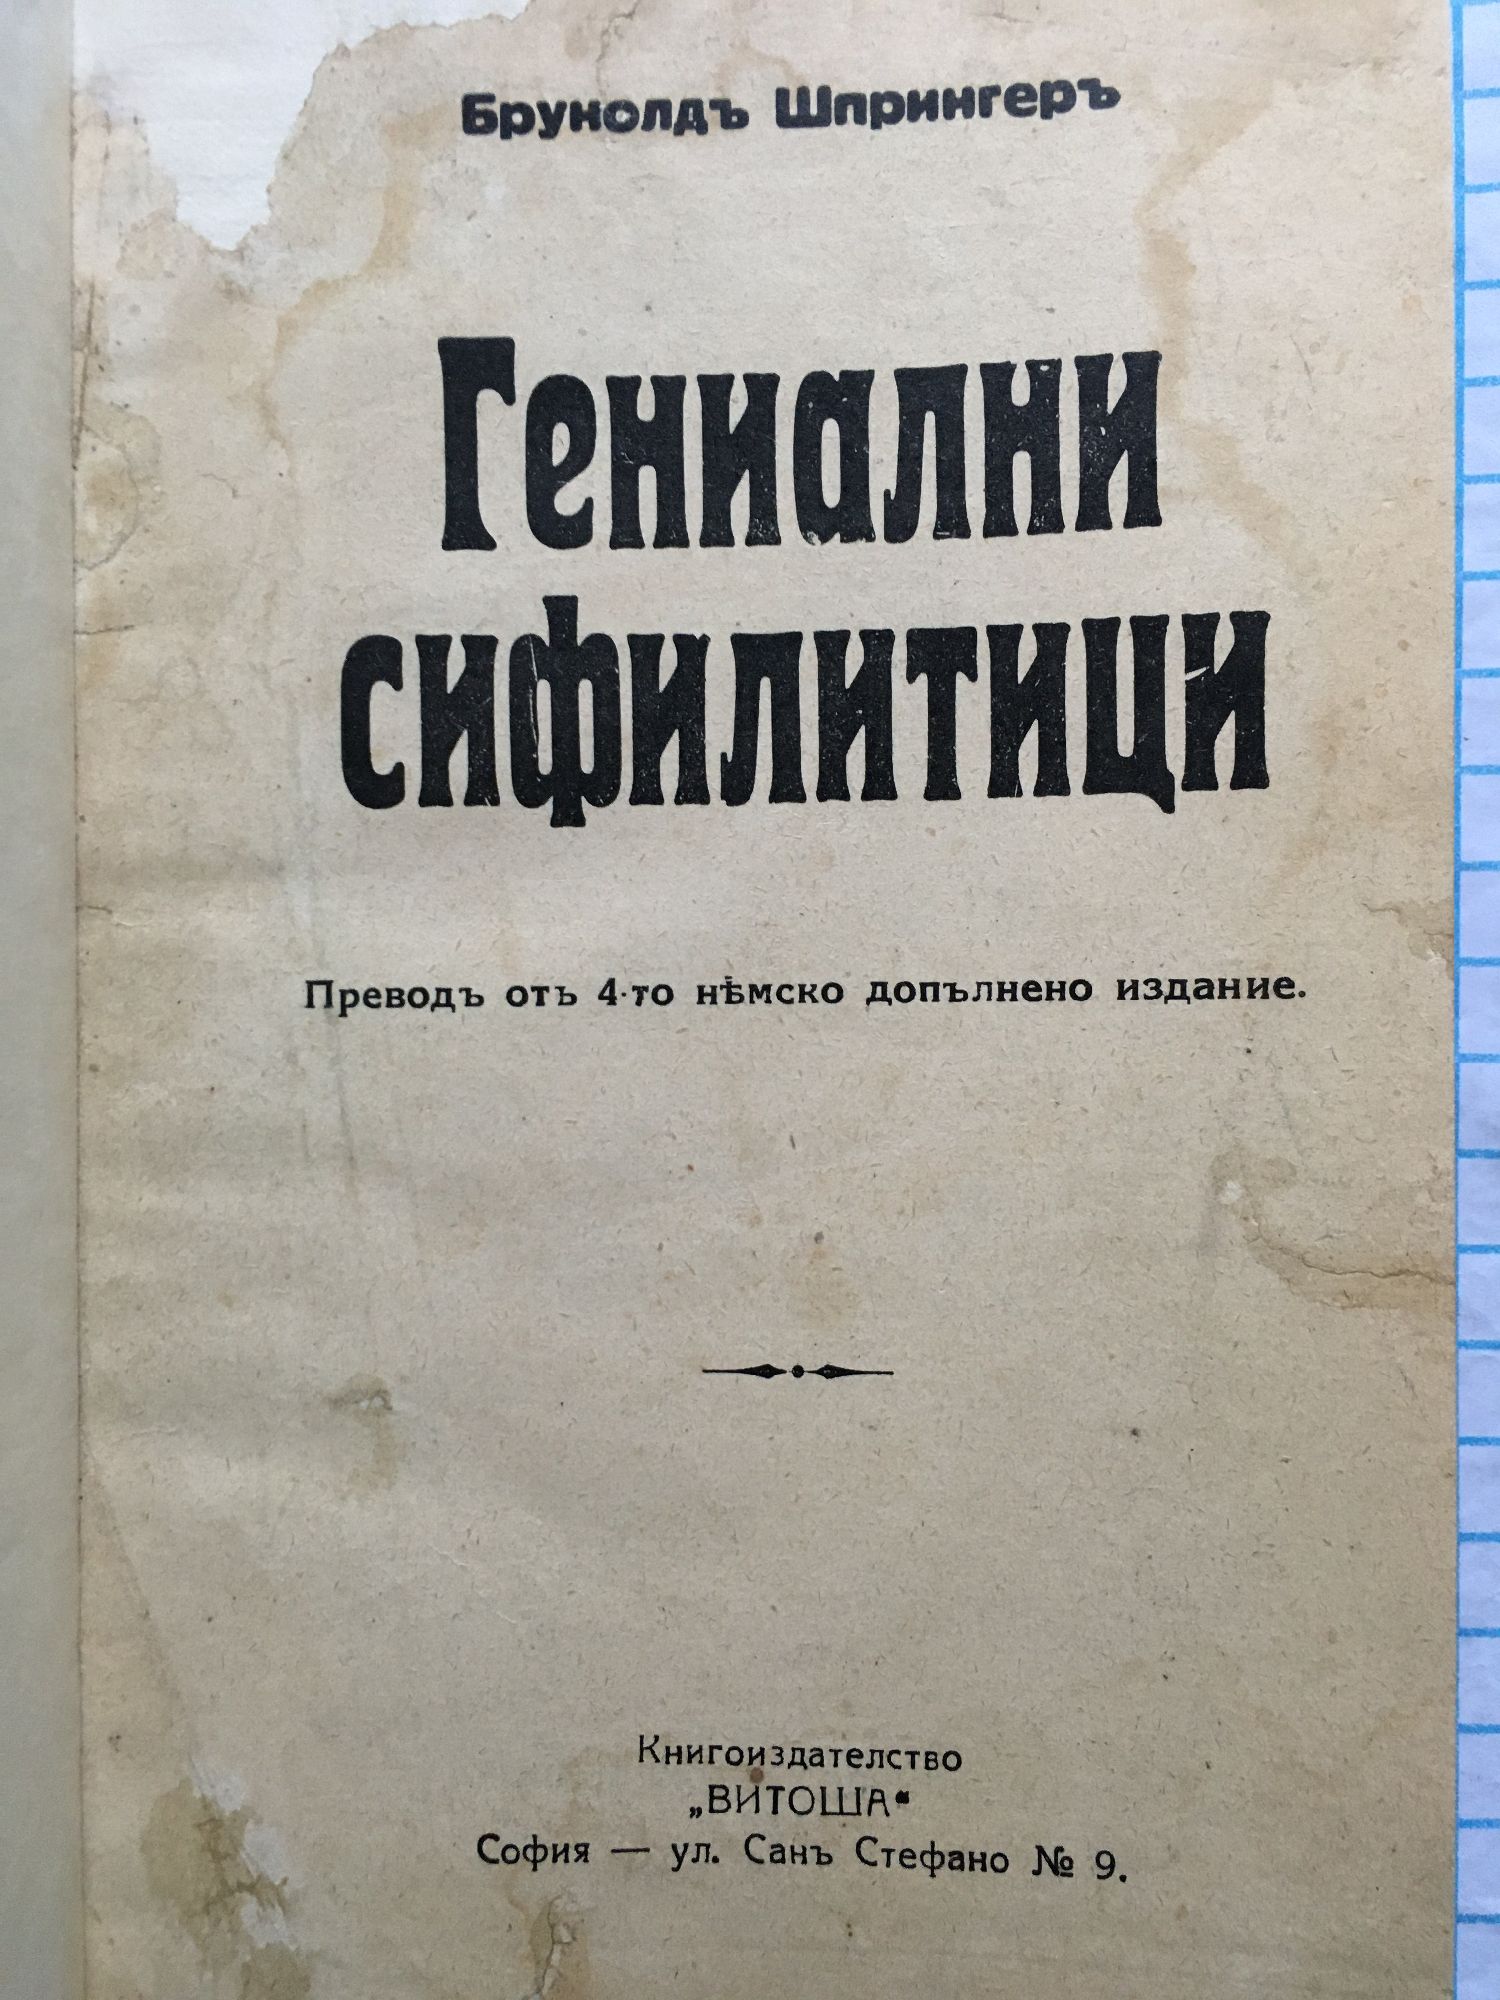 Брунолдъ Шпрингеръ
Гениални
сифилитици
Преводъ отъ 4-то нѣмско допълнено издание.
Книгоиздателство
„ВИТОША“
София — ул. Санъ Стефано № 9.